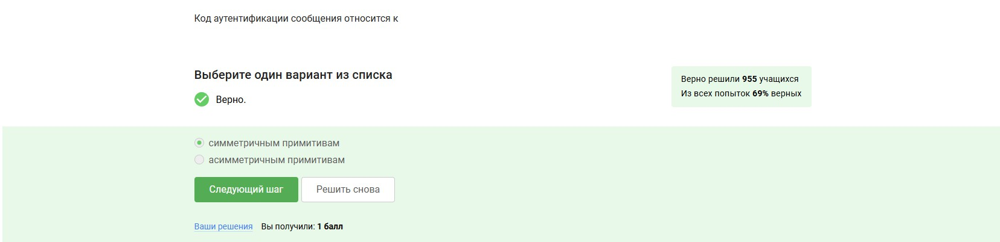 Код аутентификации сообщения относится к
Выберите один вариант из списка
Верно.
Верно решили 955 учащихся
Из всех попыток 69% верных
симметричным примитивам
асимметричным примитивам
Следующий шаг
Решить снова
Ваши решения Вы получили: 1 балл